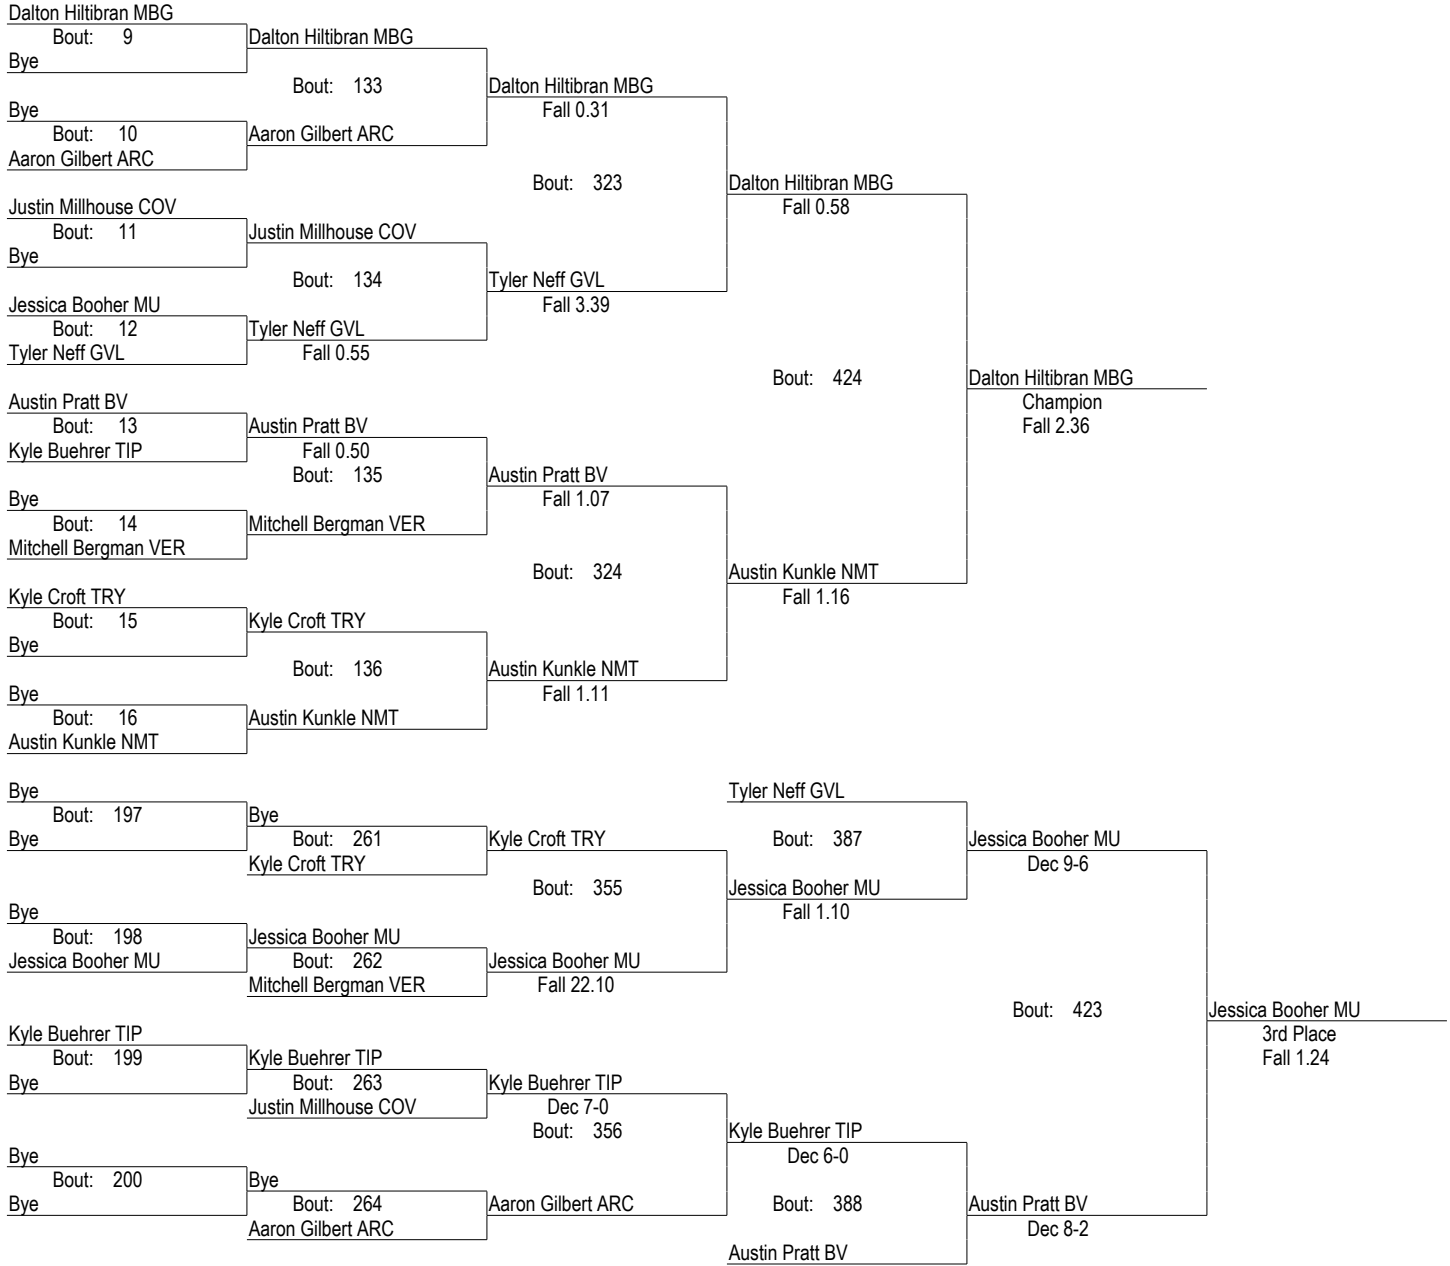 Dalton Hiltibran MBG
Bout: 9 Dalton Hiltibran MBG
Bye
Bout: 133 Dalton Hiltibran MBG
Bye Fall 0.31
Bout: 10 Aaron Gilbert ARC
Aaron Gilbert ARC
Bout: 323 Dalton Hiltibran MBG
Justin Millhouse COV Fall 0.58
Bout: 11 Justin Millhouse COV
Bye
Bout: 134 Tyler Neff GVL
Jessica Booher MU Fall 3.39
Bout: 12 Tyler Neff GVL
Tyler Neff GVL Fall 0.55
Bout: 424 Dalton Hiltibran MBG
Austin Pratt BV Champion
Bout: 13 Austin Pratt BV Fall 2.36
Kyle Buehrer TIP Fall 0.50
Bout: 135 Austin Pratt BV
Bye Fall 1.07
Bout: 14 Mitchell Bergman VER
Mitchell Bergman VER
Bout: 324 Austin Kunkle NMT
Kyle Croft TRY Fall 1.16
Bout: 15 Kyle Croft TRY
Bye
Bout: 136 Austin Kunkle NMT
Bye Fall 1.11
Bout: 16 Austin Kunkle NMT
Austin Kunkle NMT
Bye Tyler Neff GVL
Bout: 197 Bye
Bye Bout: 261 Kyle Croft TRY Bout: 387 Jessica Booher MU
Kyle Croft TRY Dec 9-6
Bout: 355 Jessica Booher MU
Bye Fall 1.10
Bout: 198 Jessica Booher MU
Jessica Booher MU Bout: 262 Jessica Booher MU
Mitchell Bergman VER Fall 22.10
Bout: 423 Jessica Booher MU
Kyle Buehrer TIP 3rd Place
Bout: 199 Kyle Buehrer TIP Fall 1.24
Bye Bout: 263 Kyle Buehrer TIP
Justin Millhouse COV Dec 7-0
Bout: 356 Kyle Buehrer TIP
Bye Dec 6-0
Bout: 200 Bye
Bye Bout: 264 Aaron Gilbert ARC Bout: 388 Austin Pratt BV
Aaron Gilbert ARC Dec 8-2
Austin Pratt BV